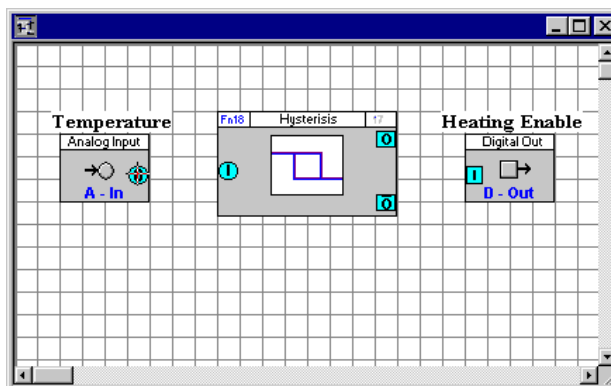 Temperature
Analog Input
A - In
Fn18 Hysterisis 17
I
O
O
Heating Enable
Digital Out
I
D - Out